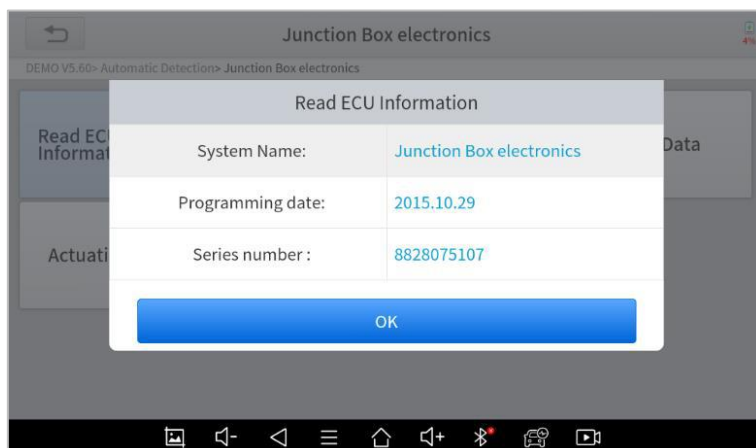 Junction Box electronics
4%
DEMO V5.60> Automatic Detection> Junction Box electronics
Read ECU Information
Read ECU
Informat
System Name:
Junction Box electronics
Data
Programming date:
2015.10.29
Actuati
Series number :
8828075107
OK